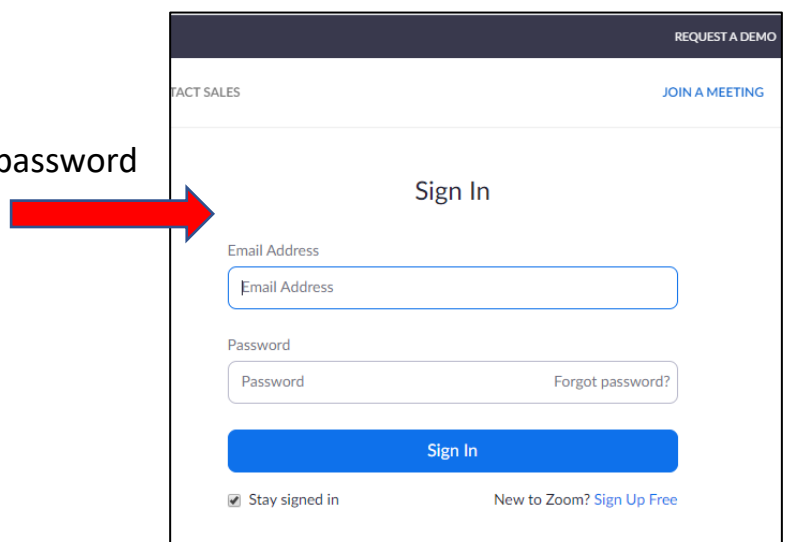 REQUEST A DEMO
TACT SALES JOIN A MEETING
password
Sign In
Email Address
Email Address
Password
Password Forgot password?
Sign In
Stay signed in New to Zoom? Sign Up Free